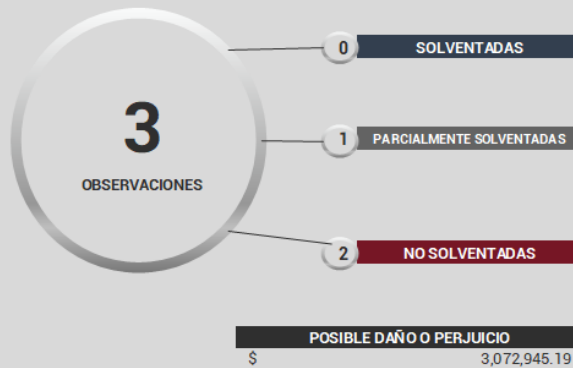 3
OBSERVACIONES
0 SOLVENTADAS
1 PARCIALMENTE SOLVENTADAS
2 NO SOLVENTADAS
POSIBLE DAÑO O PERJUICIO
$ 3,072,945.19